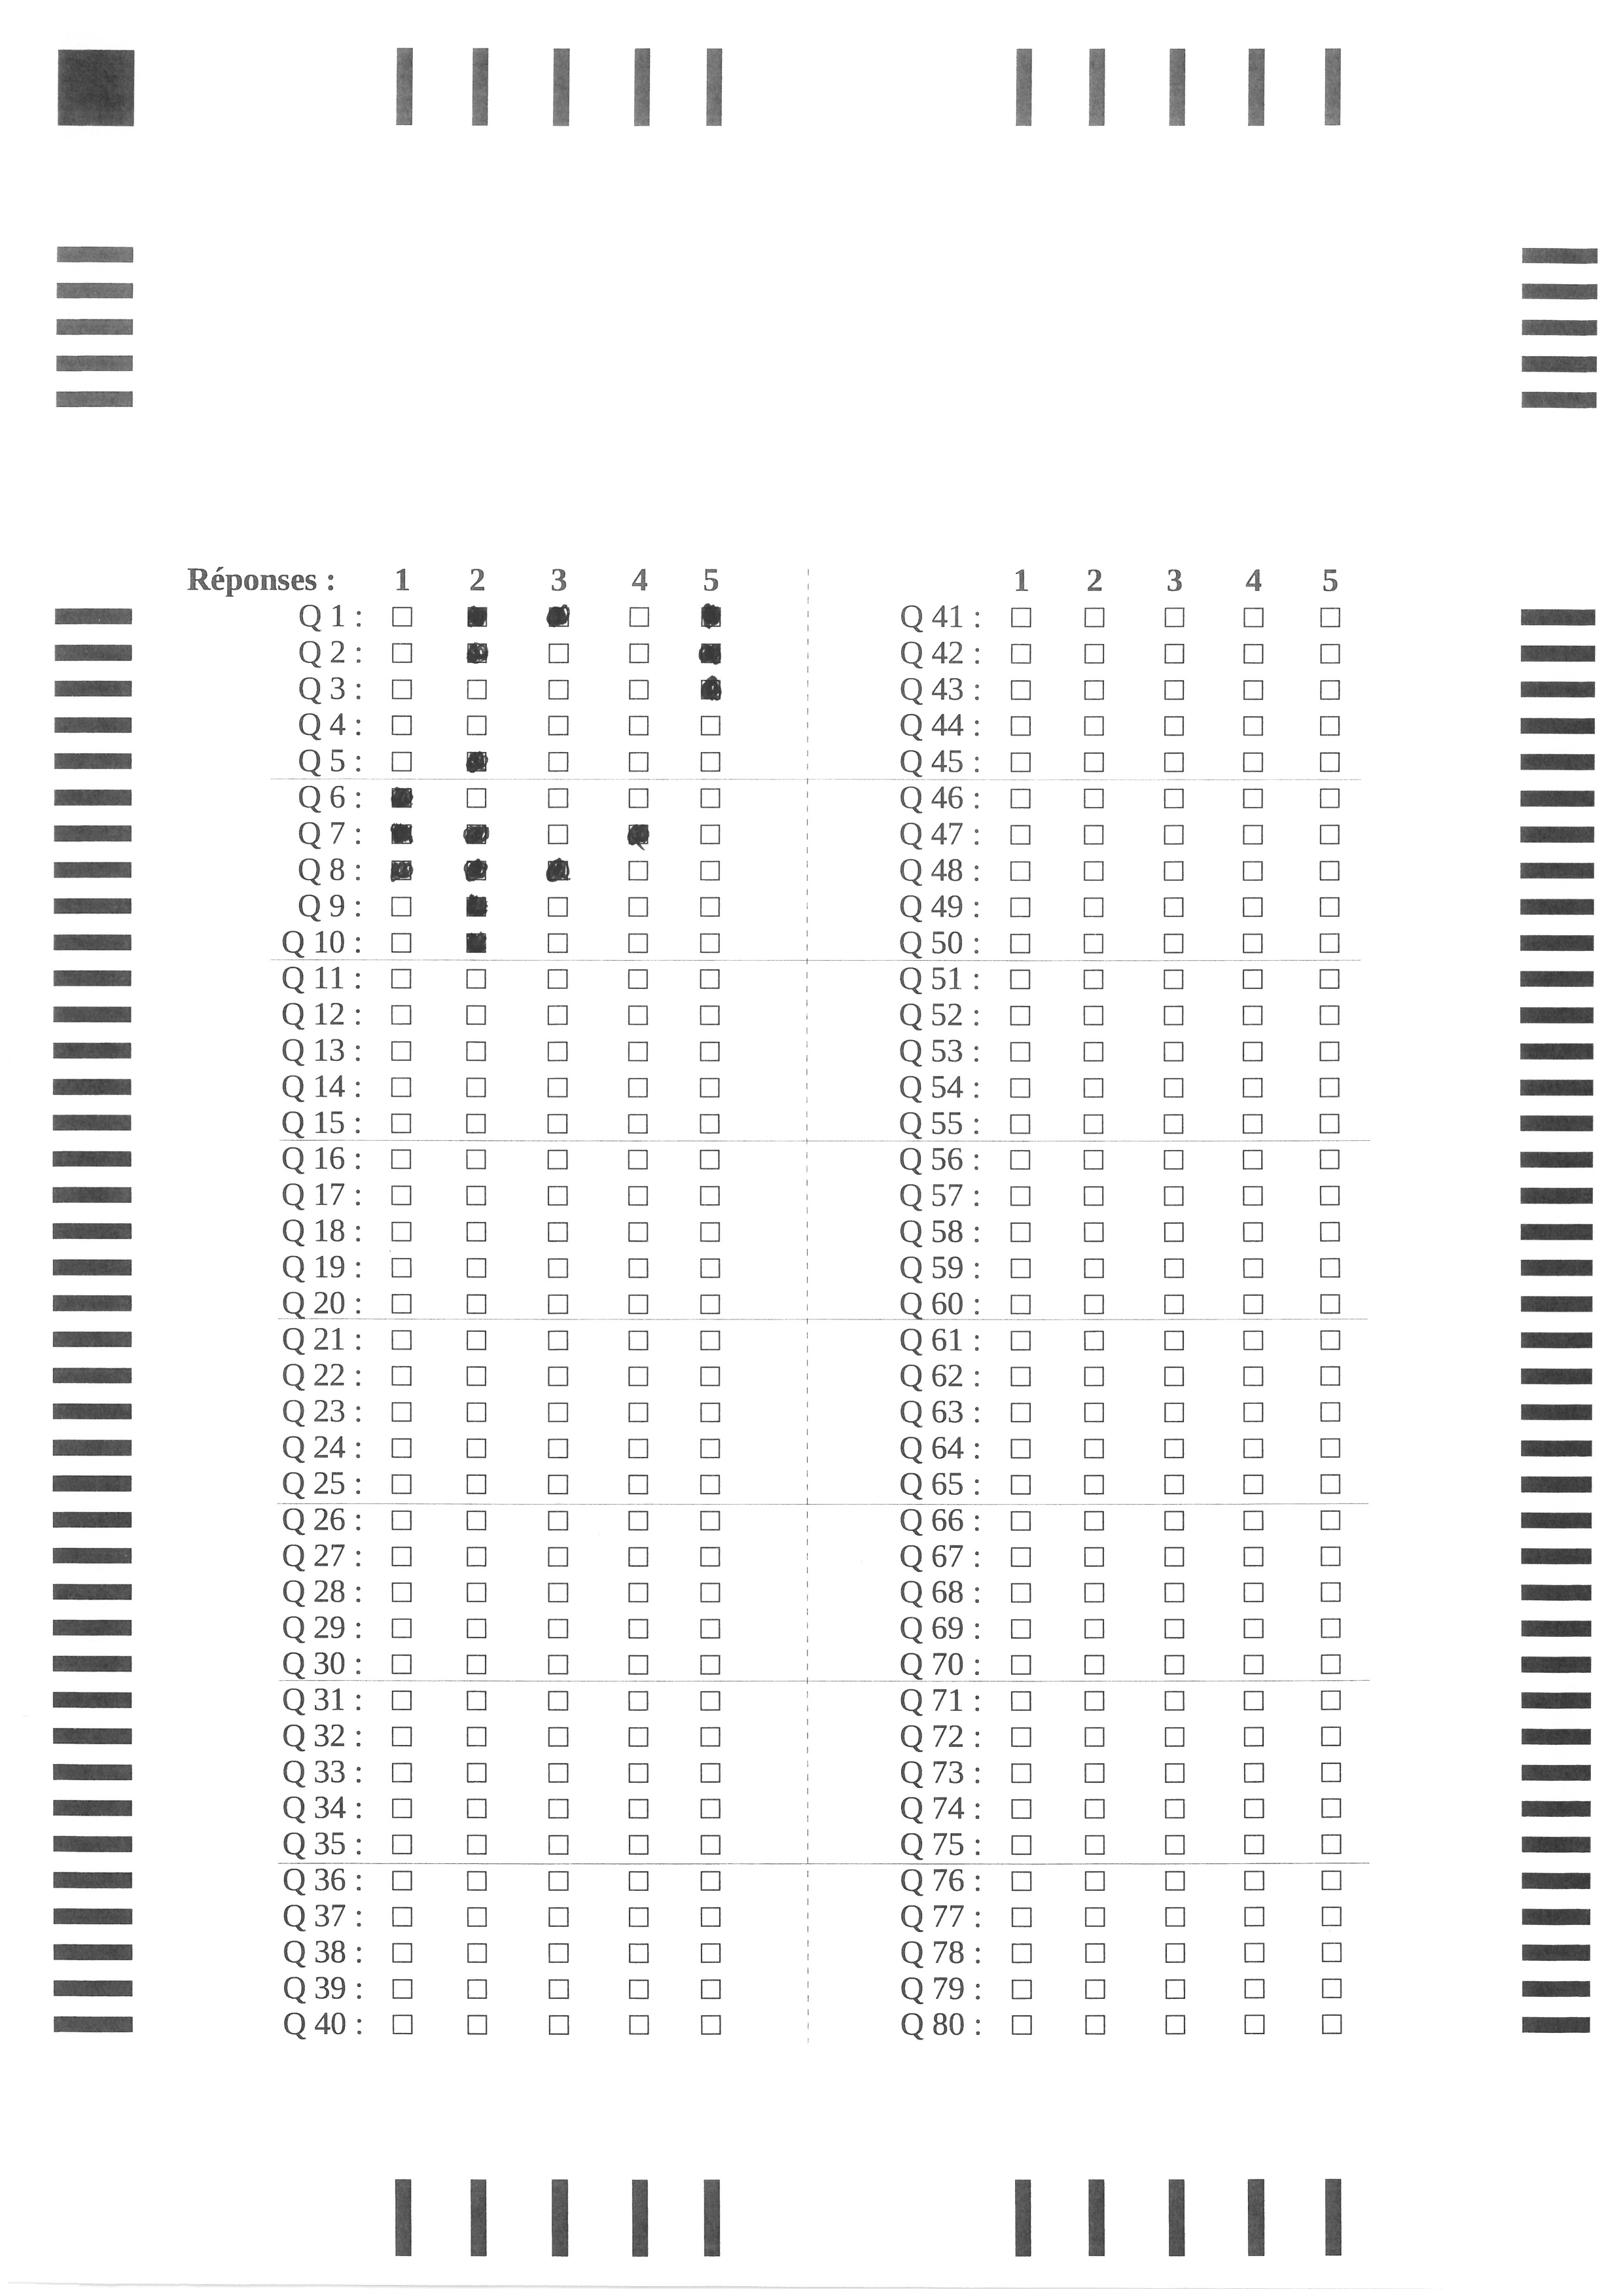 Réponses : 1 2 3 4 5
Q 1 :
Q 2 :
Q 3 :
Q 4 :
Q 5 :
Q 6 :
Q 7 :
Q 8 :
Q 9 :
Q 10 :
Q 11 :
Q 12 :
Q 13 :
Q 14 :
Q 15 :
Q 16 :
Q 17 :
Q 18 :
Q 19 :
Q 20 :
Q 21 :
Q 22 :
Q 23 :
Q 24 :
Q 25 :
Q 26 :
Q 27 :
Q 28 :
Q 29 :
Q 30 :
Q 31 :
Q 32 :
Q 33 :
Q 34 :
Q 35 :
Q 36 :
Q 37 :
Q 38 :
Q 39 :
Q 40 :
1 2 3 4 5
Q 41 :
Q 42 :
Q 43 :
Q 44 :
Q 45 :
Q 46 :
Q 47 :
Q 48 :
Q 49 :
Q 50 :
Q 51 :
Q 52 :
Q 53 :
Q 54 :
Q 55 :
Q 56 :
Q 57 :
Q 58 :
Q 59 :
Q 60 :
Q 61 :
Q 62 :
Q 63 :
Q 64 :
Q 65 :
Q 66 :
Q 67 :
Q 68 :
Q 69 :
Q 70 :
Q 71 :
Q 72 :
Q 73 :
Q 74 :
Q 75 :
Q 76 :
Q 77 :
Q 78 :
Q 79 :
Q 80 :